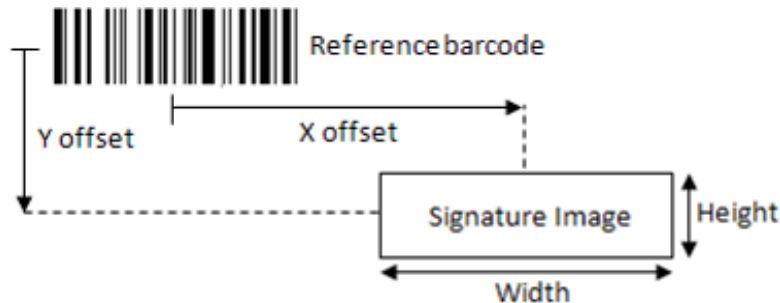 Reference barcode
Y offset
X offset
Signature Image
Height
Width